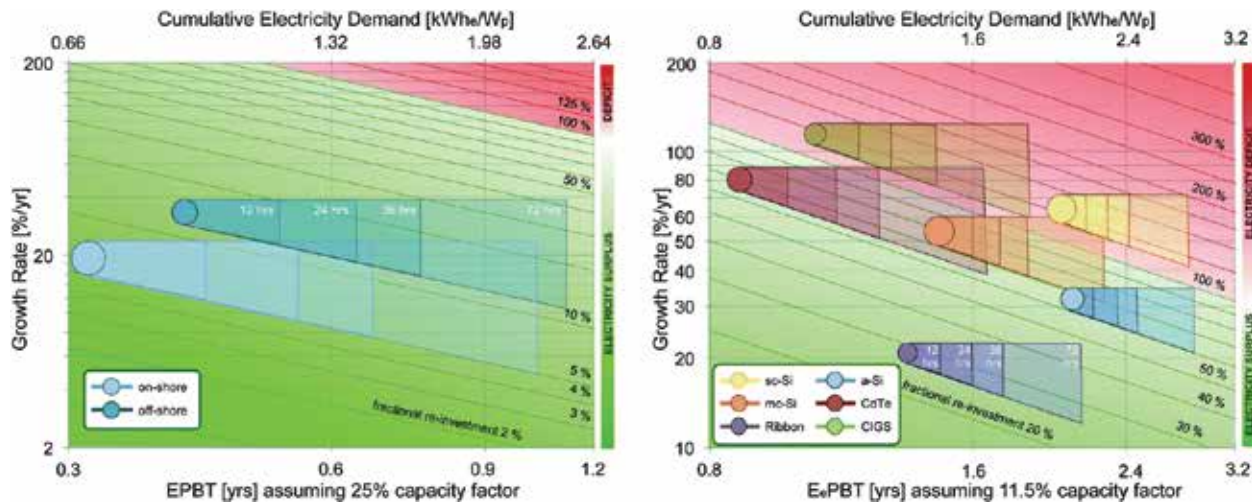 Cumulative Electricity Demand [kWhe/Wp]
0.66 1.32 1.98 2.64
200
20
2
Growth Rate [%/yr]
125 %
100 %
50 %
10 %
5 %
4 %
3 %
fractional re-investment 2 %
12 hrs 24 hrs 36 hrs 72 hrs
on-shore
off-shore
DEFICIT
ELECTRICITY SURPLUS
0.3 0.6 0.9 1.2
EPBT [yrs] assuming 25% capacity factor
Cumulative Electricity Demand [kWhe/Wp]
0.8 1.6 2.4 3.2
200
100
80
60
50
40
30
20
10
Growth Rate [%/yr]
300 %
200 %
100 %
50 %
40 %
30 %
fractional re-investment 20 %
12 hrs
sc-Si a-Si
mc-Si CdTe
Ribbon CIGS
ELECTRICITY DEFICIT
ELECTRICITY SURPLUS
0.8 1.6 2.4 3.2
EePBT [yrs] assuming 11.5% capacity factor